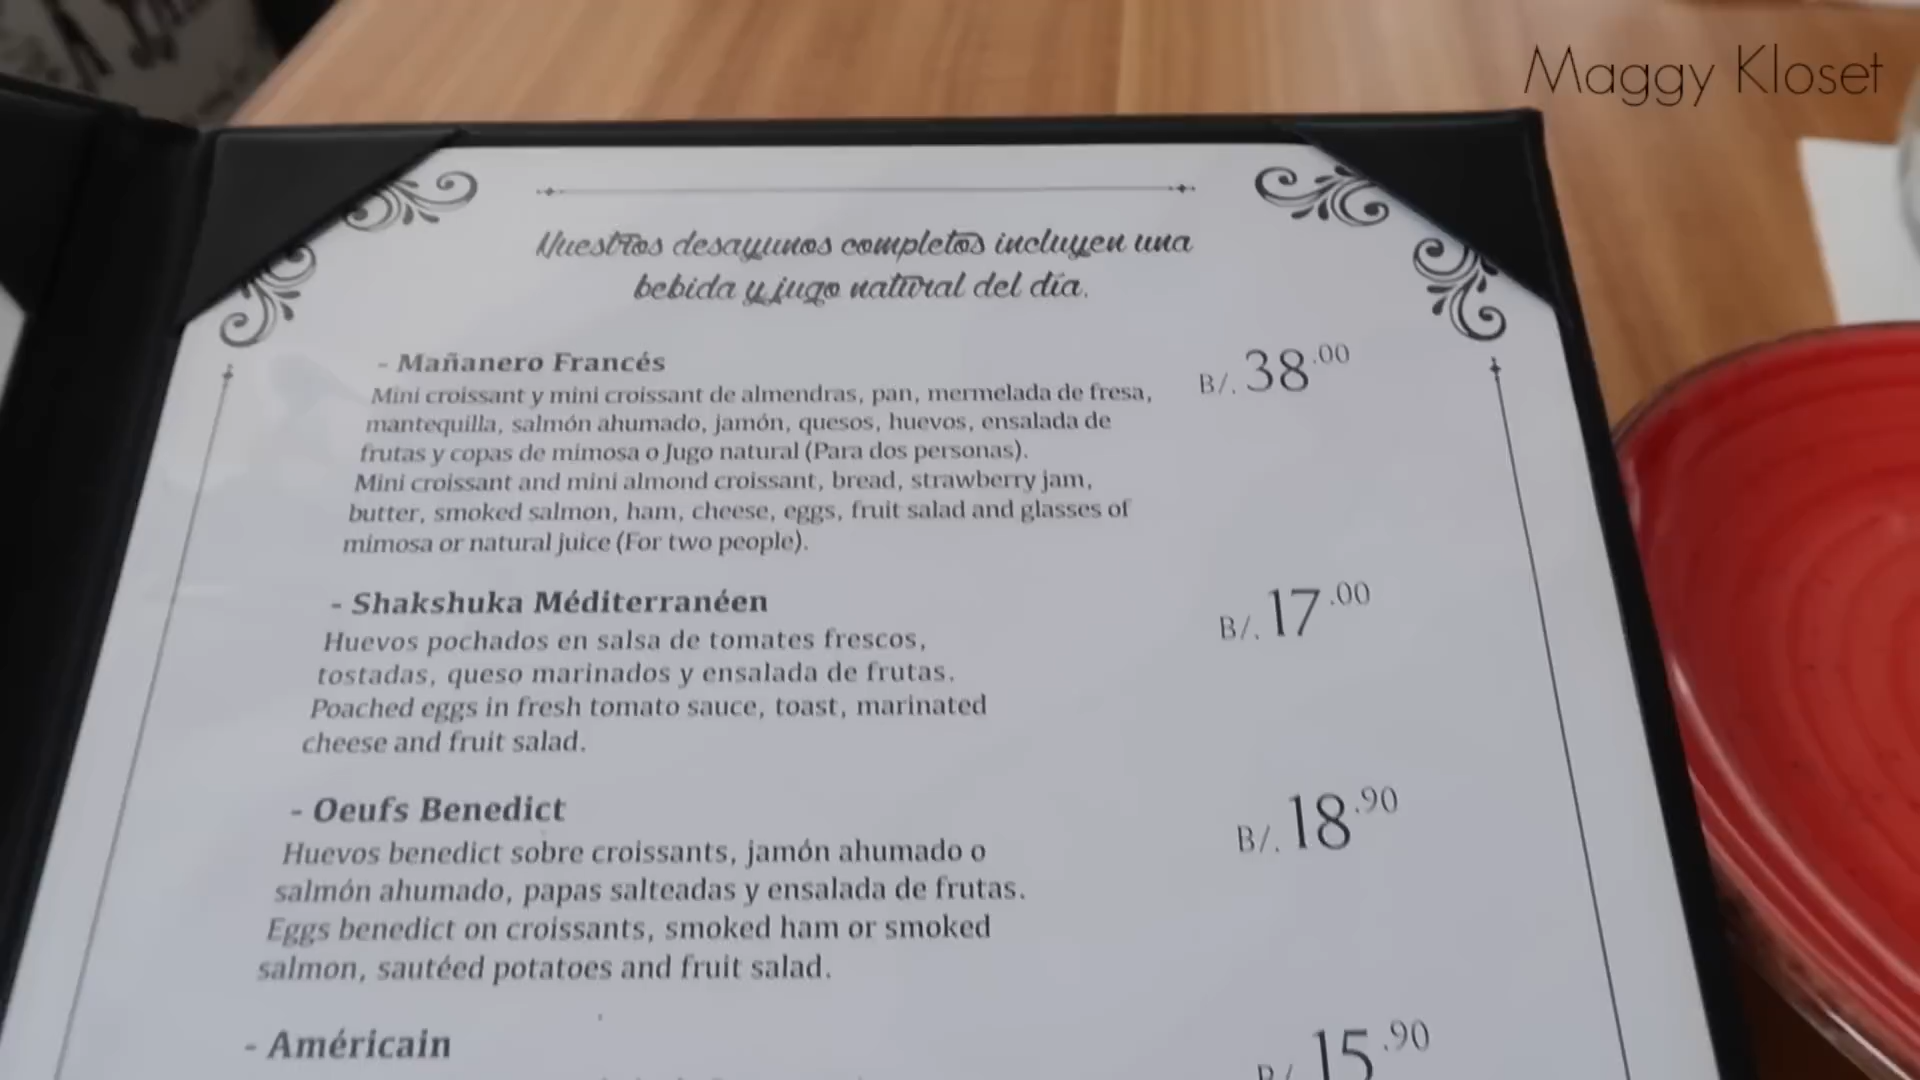 Maggy Kloset
Nuestros desayunos completos incluyen una
bebida y jugo natural del día.
- Mañanero Francés
B/. 38.00
Mini croissant y mini croissant de almendras, pan, mermelada de fresa,
mantequilla, salmón ahumado, jamón, quesos, huevos, ensalada de
frutas y copas de mimosa o Jugo natural (Para dos personas).
Mini croissant and mini almond croissant, bread, strawberry jam,
butter, smoked salmon, ham, cheese, eggs, fruit salad and glasses of
mimosa or natural juice (For two people).
- Shakshuka Méditerranéen
B/. 17.00
Huevos pochados en salsa de tomates frescos,
tostadas, queso marinados y ensalada de frutas.
Poached eggs in fresh tomato sauce, toast, marinated
cheese and fruit salad.
- Oeufs Benedict
B/. 18.90
Huevos benedict sobre croissants, jamón ahumado o
salmón ahumado, papas salteadas y ensalada de frutas.
Eggs benedict on croissants, smoked ham or smoked
salmon, sautéed potatoes and fruit salad.
- Américain
B/. 15.90